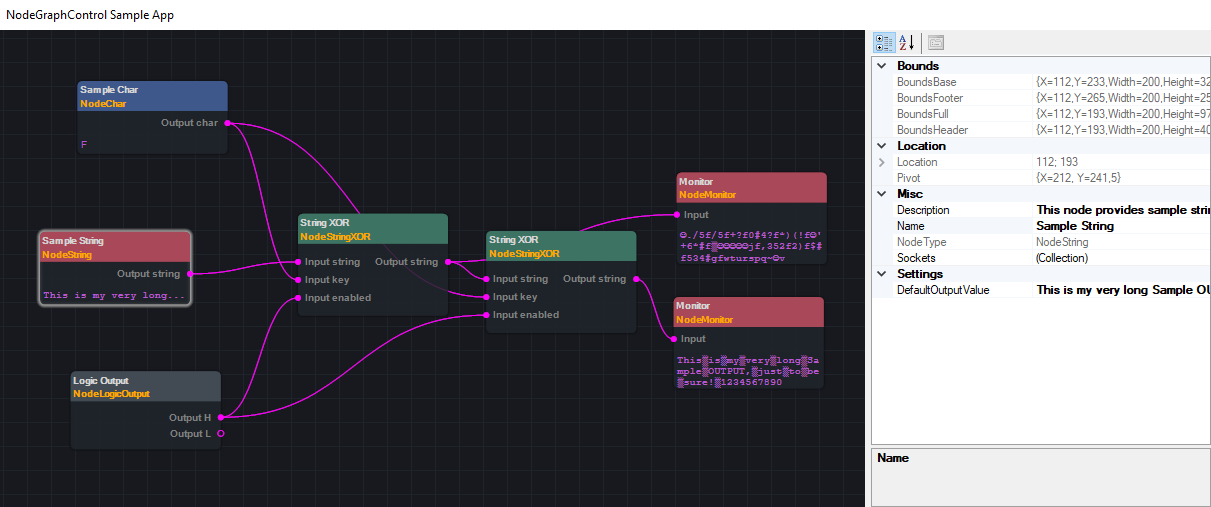 NodeGraphControl Sample App
Sample Char
NodeChar
Output char
F
Sample String
NodeString
Output string
This is my very long...
Logic Output
NodeLogicOutput
Output H
Output L
String XOR
NodeStringXOR
Input string Output string
Input key
Input enabled
String XOR
NodeStringXOR
Input string Output string
Input key
Input enabled
Monitor
NodeMonitor
Input
Monitor
NodeMonitor
Input
This▒is▒my▒very▒long▒Sa
mple▒OUTPUT,▒just▒to▒be
▒sure!▒1234567890
Bounds
BoundsBase {X=112,Y=233,Width=200,Height=32
BoundsFooter {X=112,Y=265,Width=200,Height=25
BoundsFull {X=112,Y=193,Width=200,Height=97
BoundsHeader {X=112,Y=193,Width=200,Height=40
Location
Location 112; 193
Pivot {X=212, Y=241,5}
Misc
Description This node provides sample strin
Name Sample String
NodeType NodeString
Sockets (Collection)
Settings
DefaultOutputValue This is my very long Sample OU
Name